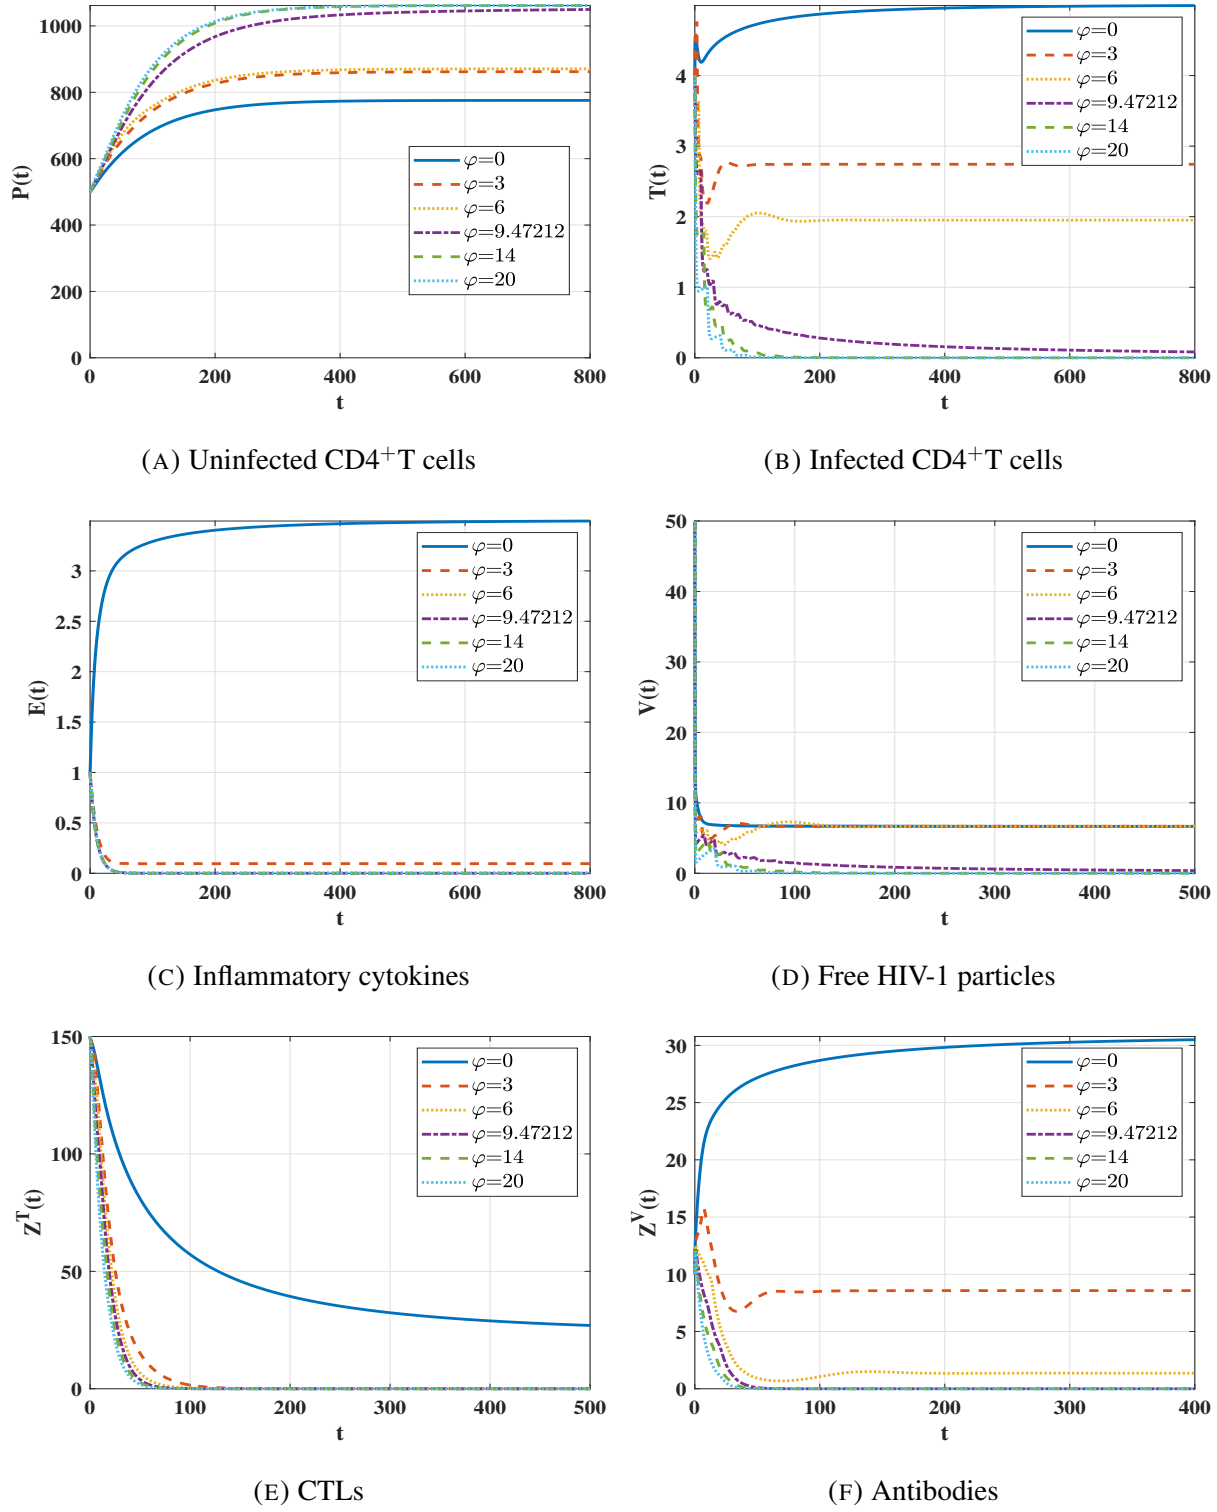 1000
800
600
400
200
0
P(t)
0 200 400 600 800
t
φ=0
φ=3
φ=6
φ=9.47212
φ=14
φ=20
(A) Uninfected CD4+T cells
4
3
2
1
0
T(t)
0 200 400 600 800
t
φ=0
φ=3
φ=6
φ=9.47212
φ=14
φ=20
(B) Infected CD4+T cells
3
2.5
2
1.5
1
0.5
0
E(t)
0 200 400 600 800
t
φ=0
φ=3
φ=6
φ=9.47212
φ=14
φ=20
(C) Inflammatory cytokines
50
40
30
20
10
0
V(t)
0 100 200 300 400 500
t
φ=0
φ=3
φ=6
φ=9.47212
φ=14
φ=20
(D) Free HIV-1 particles
150
100
50
0
Z^T(t)
0 100 200 300 400 500
t
φ=0
φ=3
φ=6
φ=9.47212
φ=14
φ=20
(E) CTLs
30
25
20
15
10
5
0
Z^V(t)
0 100 200 300 400
t
φ=0
φ=3
φ=6
φ=9.47212
φ=14
φ=20
(F) Antibodies